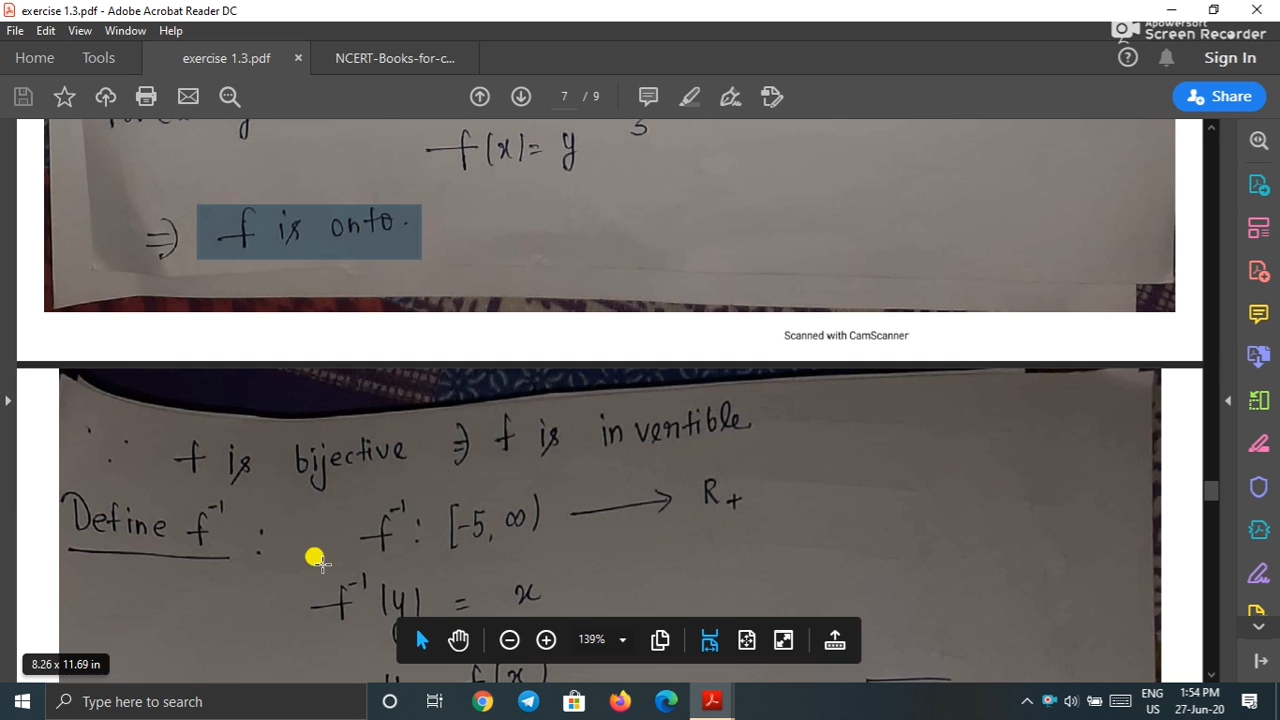 exercise 1.3.pdf - Adobe Acrobat Reader DC
File Edit View Window Help
Apowersoft
Screen Recorder
Home Tools exercise 1.3.pdf × NCERT-Books-for-c...
Sign In
7 / 9
Share
f(x) = y
⇒ f is onto.
Scanned with CamScanner
∴ f is bijective ⇒ f is invertible
Define f⁻¹ : f⁻¹ : [-5, ∞) ⟶ R₊
f⁻¹(y) = x
139%
8.26 x 11.69 in
f(x)
Type here to search
ENG
US
1:54 PM
27-Jun-20